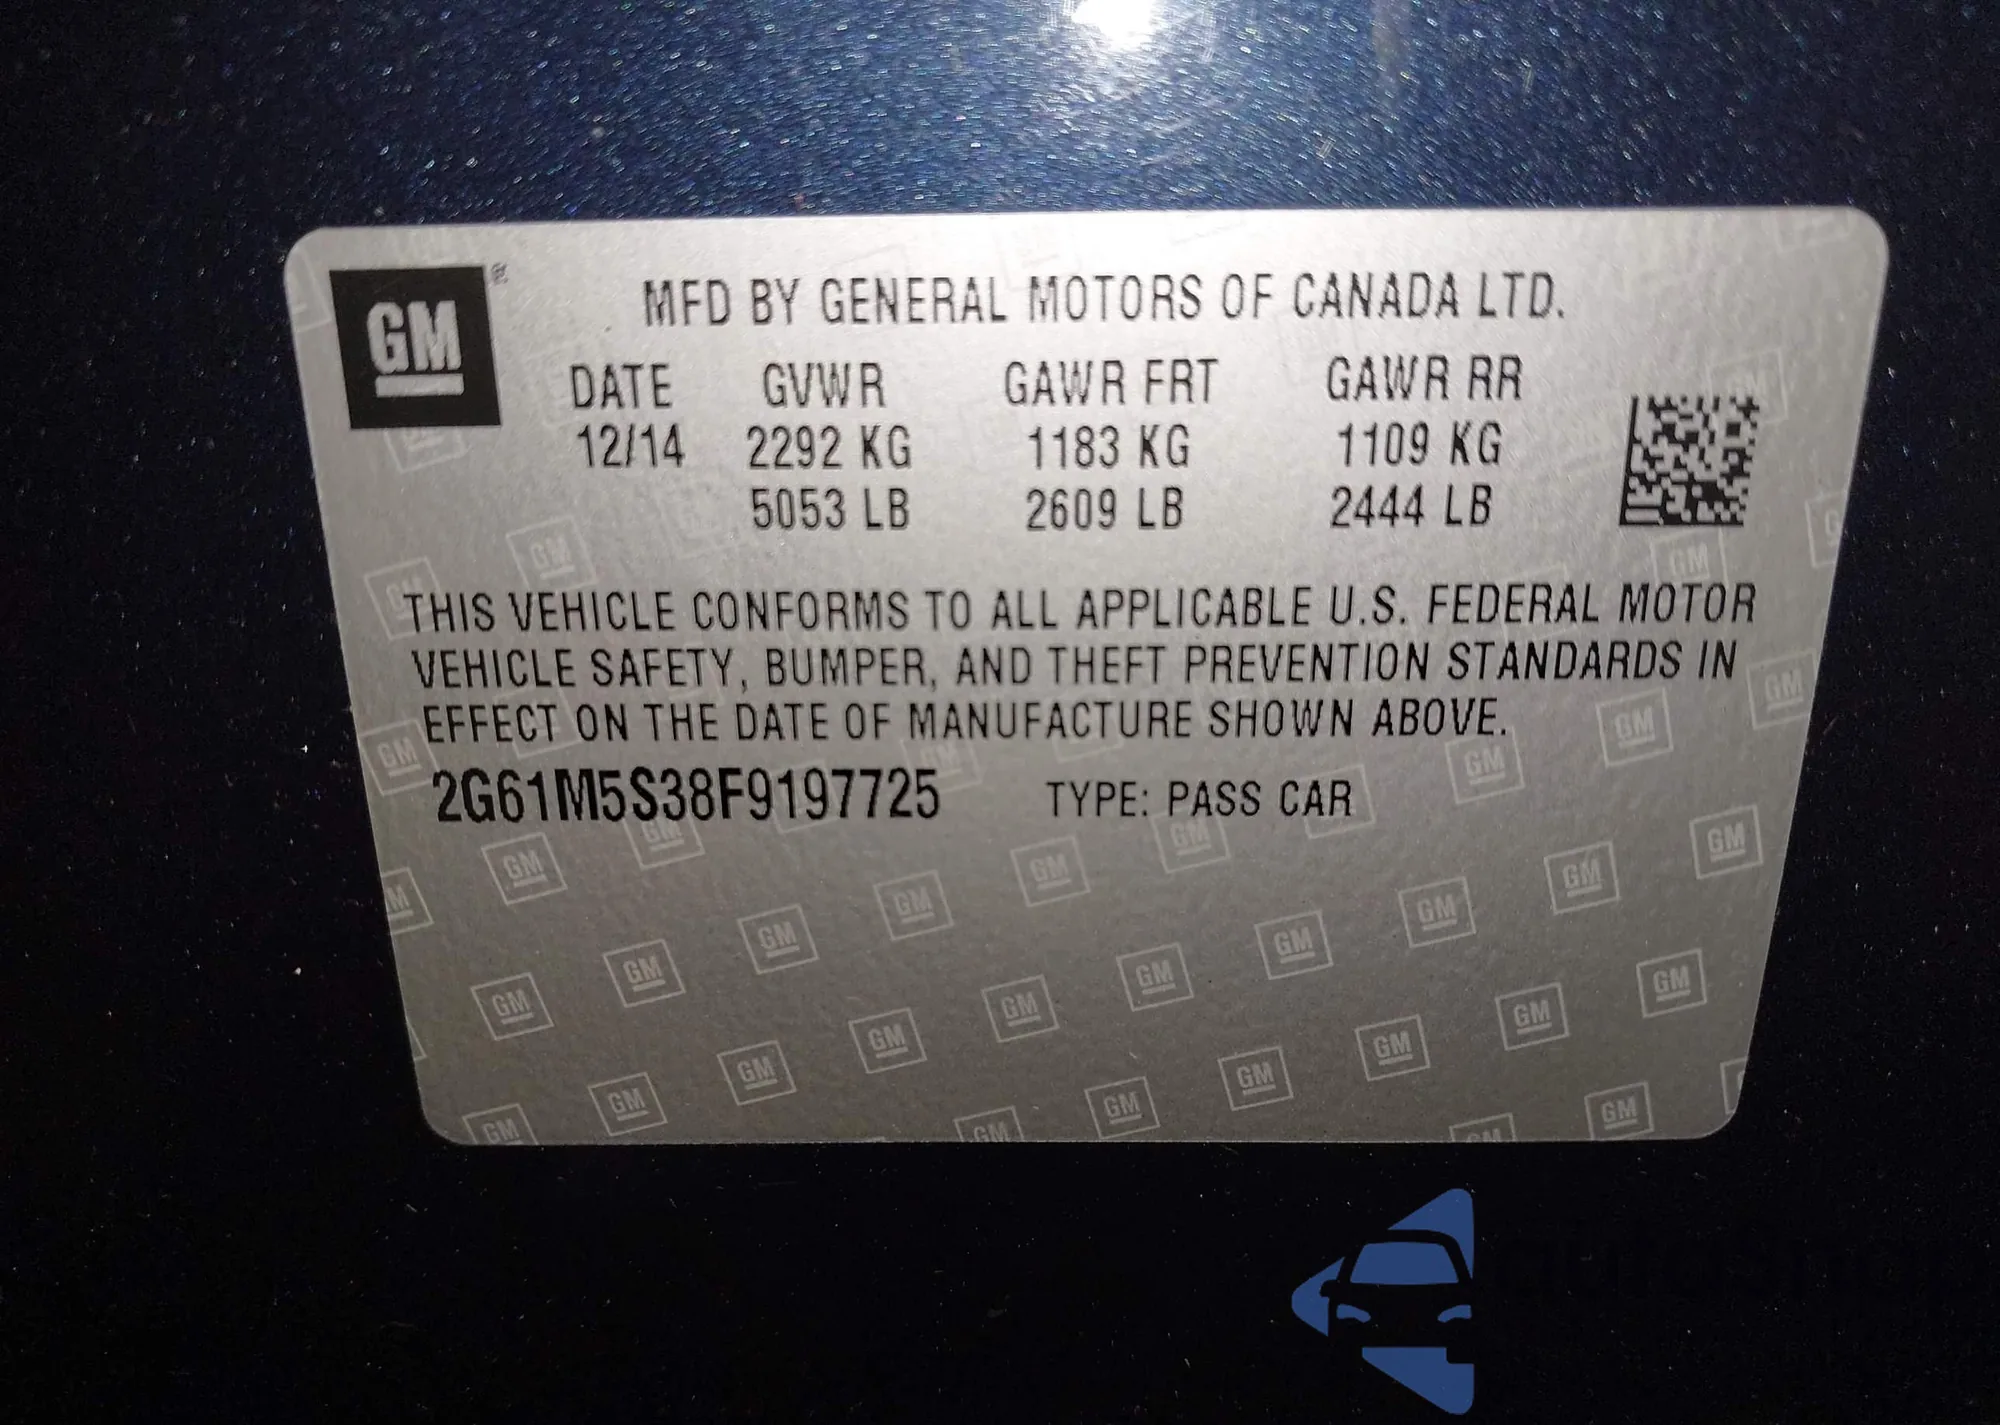 GM®
MFD BY GENERAL MOTORS OF CANADA LTD.
DATE GVWR GAWR FRT GAWR RR
12/14 2292 KG 1183 KG 1109 KG
5053 LB 2609 LB 2444 LB
THIS VEHICLE CONFORMS TO ALL APPLICABLE U.S. FEDERAL MOTOR
VEHICLE SAFETY, BUMPER, AND THEFT PREVENTION STANDARDS IN
EFFECT ON THE DATE OF MANUFACTURE SHOWN ABOVE.
2G61M5S38F9197725 TYPE: PASS CAR